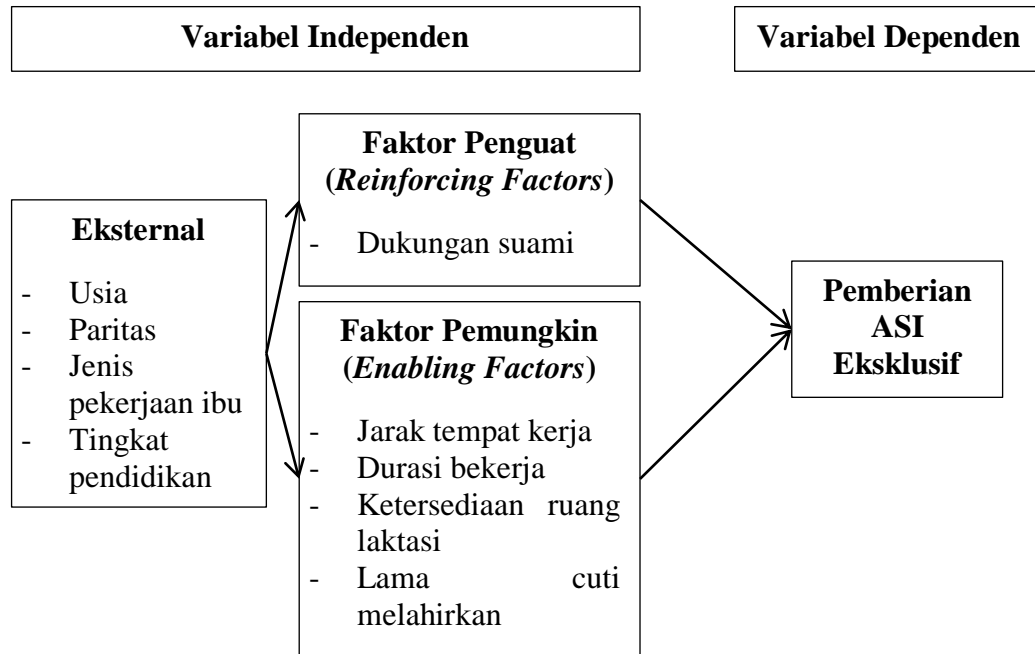 Variabel Independen
Variabel Dependen
Eksternal
- Usia
- Paritas
- Jenis
pekerjaan ibu
- Tingkat
pendidikan
Faktor Penguat
(Reinforcing Factors)
- Dukungan suami
Faktor Pemungkin
(Enabling Factors)
- Jarak tempat kerja
- Durasi bekerja
- Ketersediaan ruang
laktasi
- Lama cuti
melahirkan
Pemberian
ASI
Eksklusif